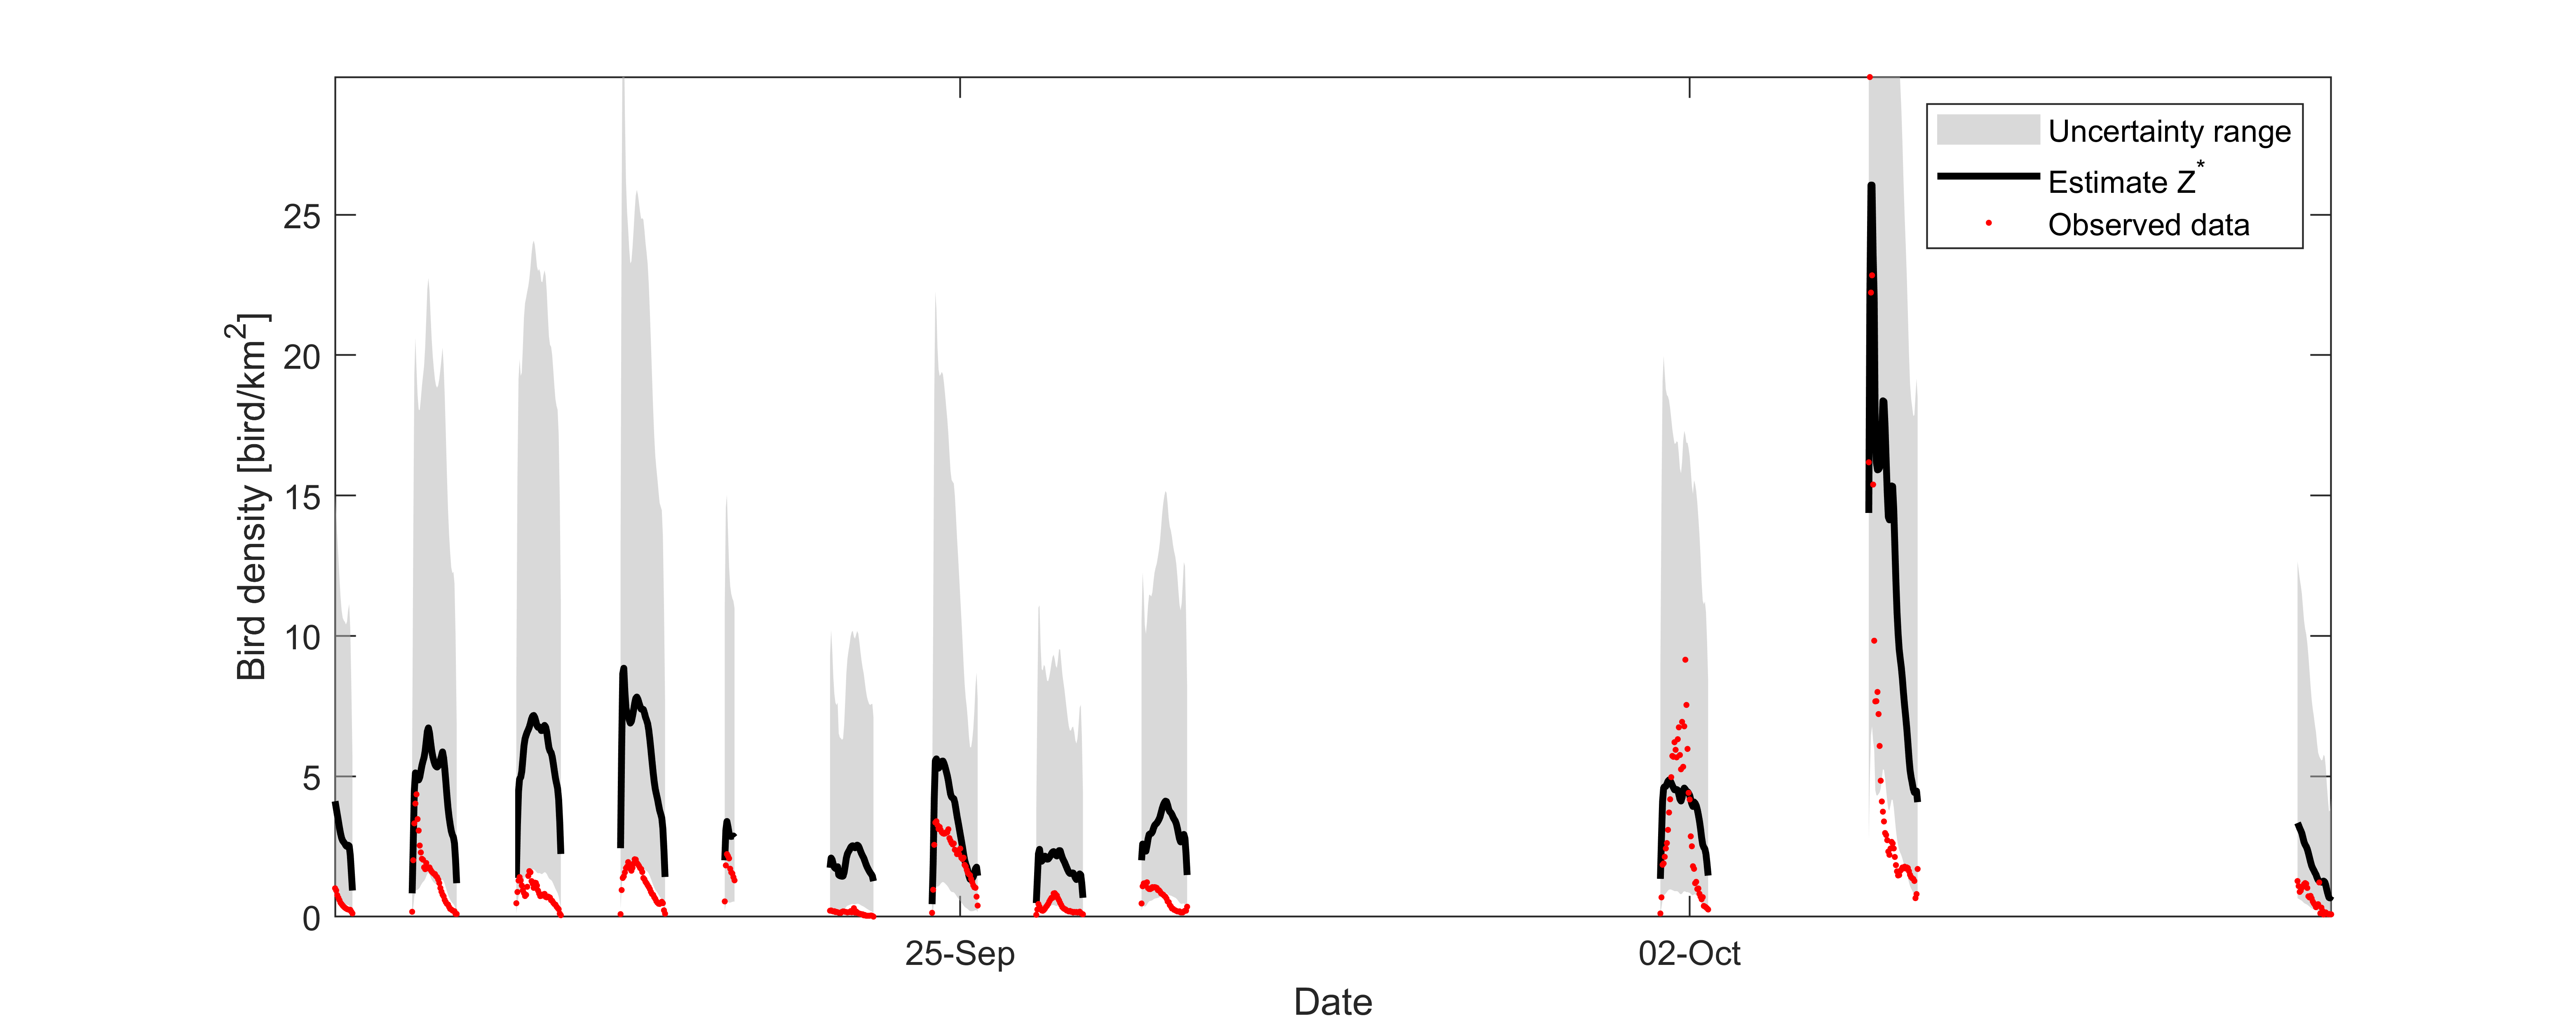 Uncertainty range
Estimate Z*
Observed data
25
20
15
10
5
0
Bird density [bird/km²]
25-Sep
02-Oct
Date